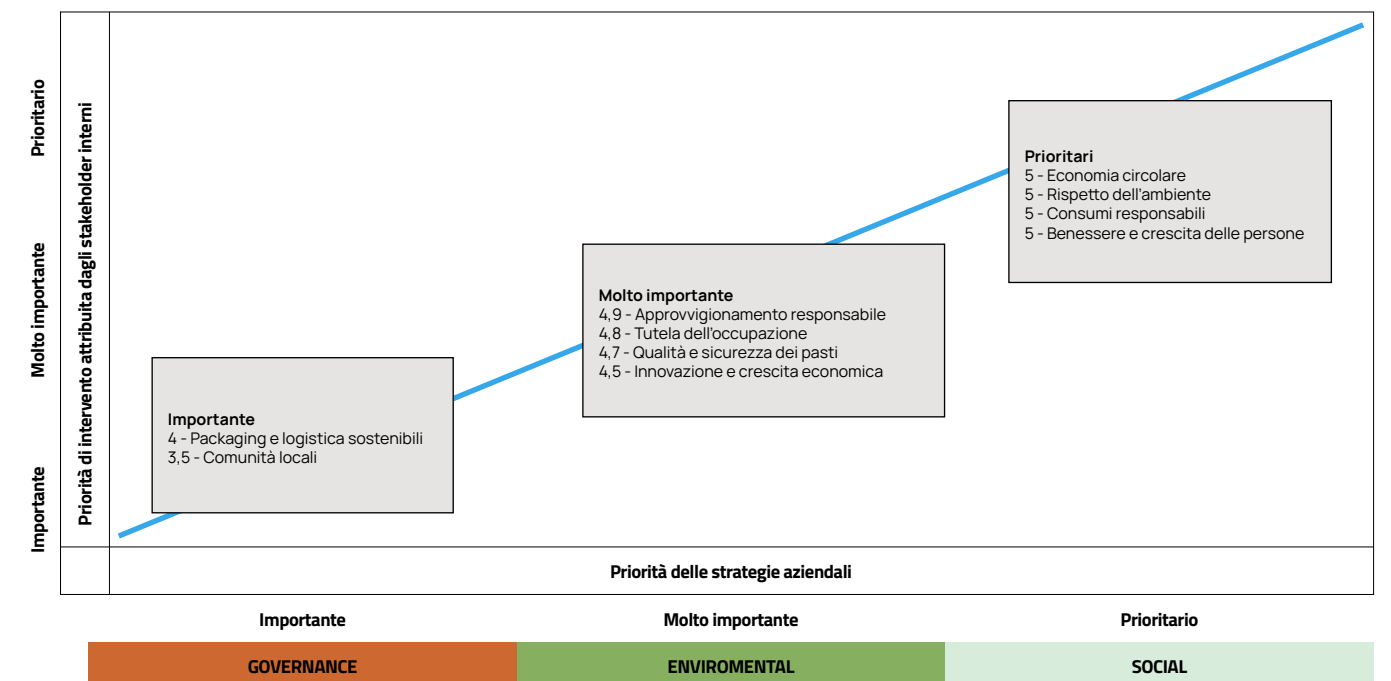 Prioritario
Molto importante
Importante
Priorità di intervento attribuita dagli stakeholder interni
Prioritari
5 - Economia circolare
5 - Rispetto dell'ambiente
5 - Consumi responsabili
5 - Benessere e crescita delle persone
Molto importante
4,9 - Approvvigionamento responsabile
4,8 - Tutela dell'occupazione
4,7 - Qualità e sicurezza dei pasti
4,5 - Innovazione e crescita economica
Importante
4 - Packaging e logistica sostenibili
3,5 - Comunità locali
Priorità delle strategie aziendali
Importante
Molto importante
Prioritario
GOVERNANCE
ENVIROMENTAL
SOCIAL